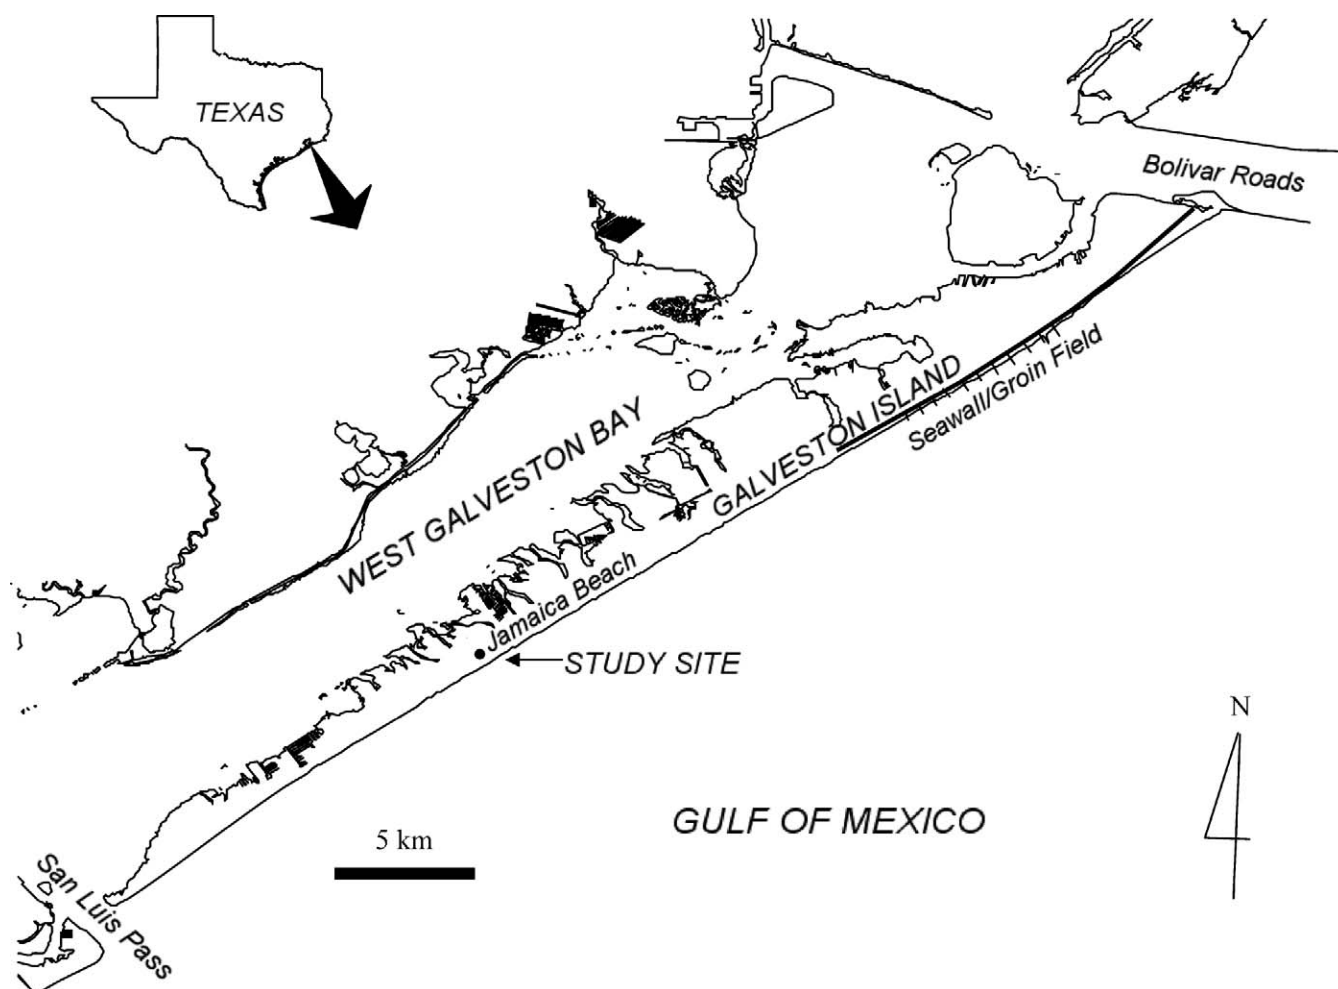 TEXAS
Bolivar Roads
Seawall/Groin Field
GALVESTON ISLAND
WEST GALVESTON BAY
Jamaica Beach
STUDY SITE
N
GULF OF MEXICO
5 km
San Luis Pass